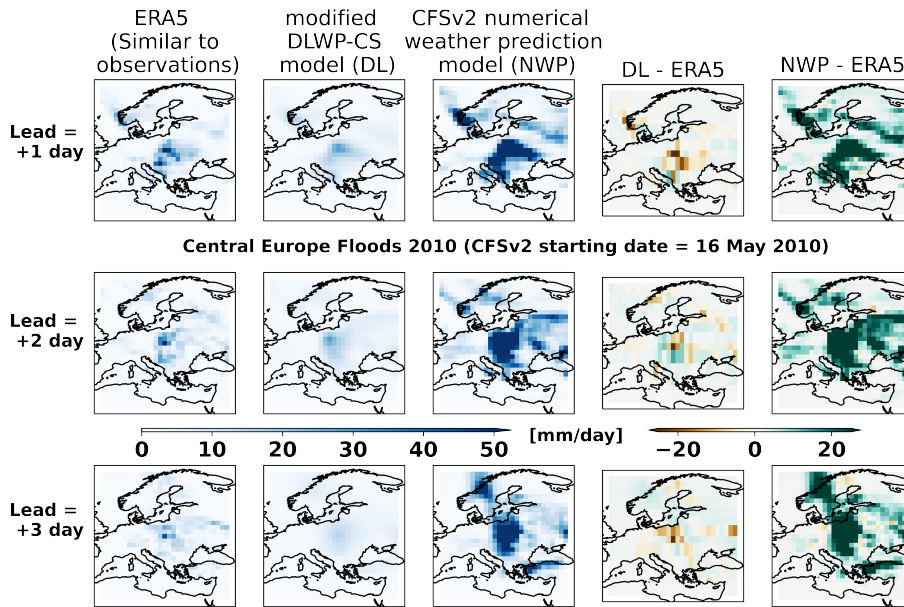 ERA5
(Similar to
observations)
modified
DLWP-CS
model (DL)
CFSv2 numerical
weather prediction
model (NWP)
DL - ERA5
NWP - ERA5
Lead =
+1 day
Central Europe Floods 2010 (CFSv2 starting date = 16 May 2010)
Lead =
+2 day
0 10 20 30 40 50
[mm/day]
−20 0 20
Lead =
+3 day